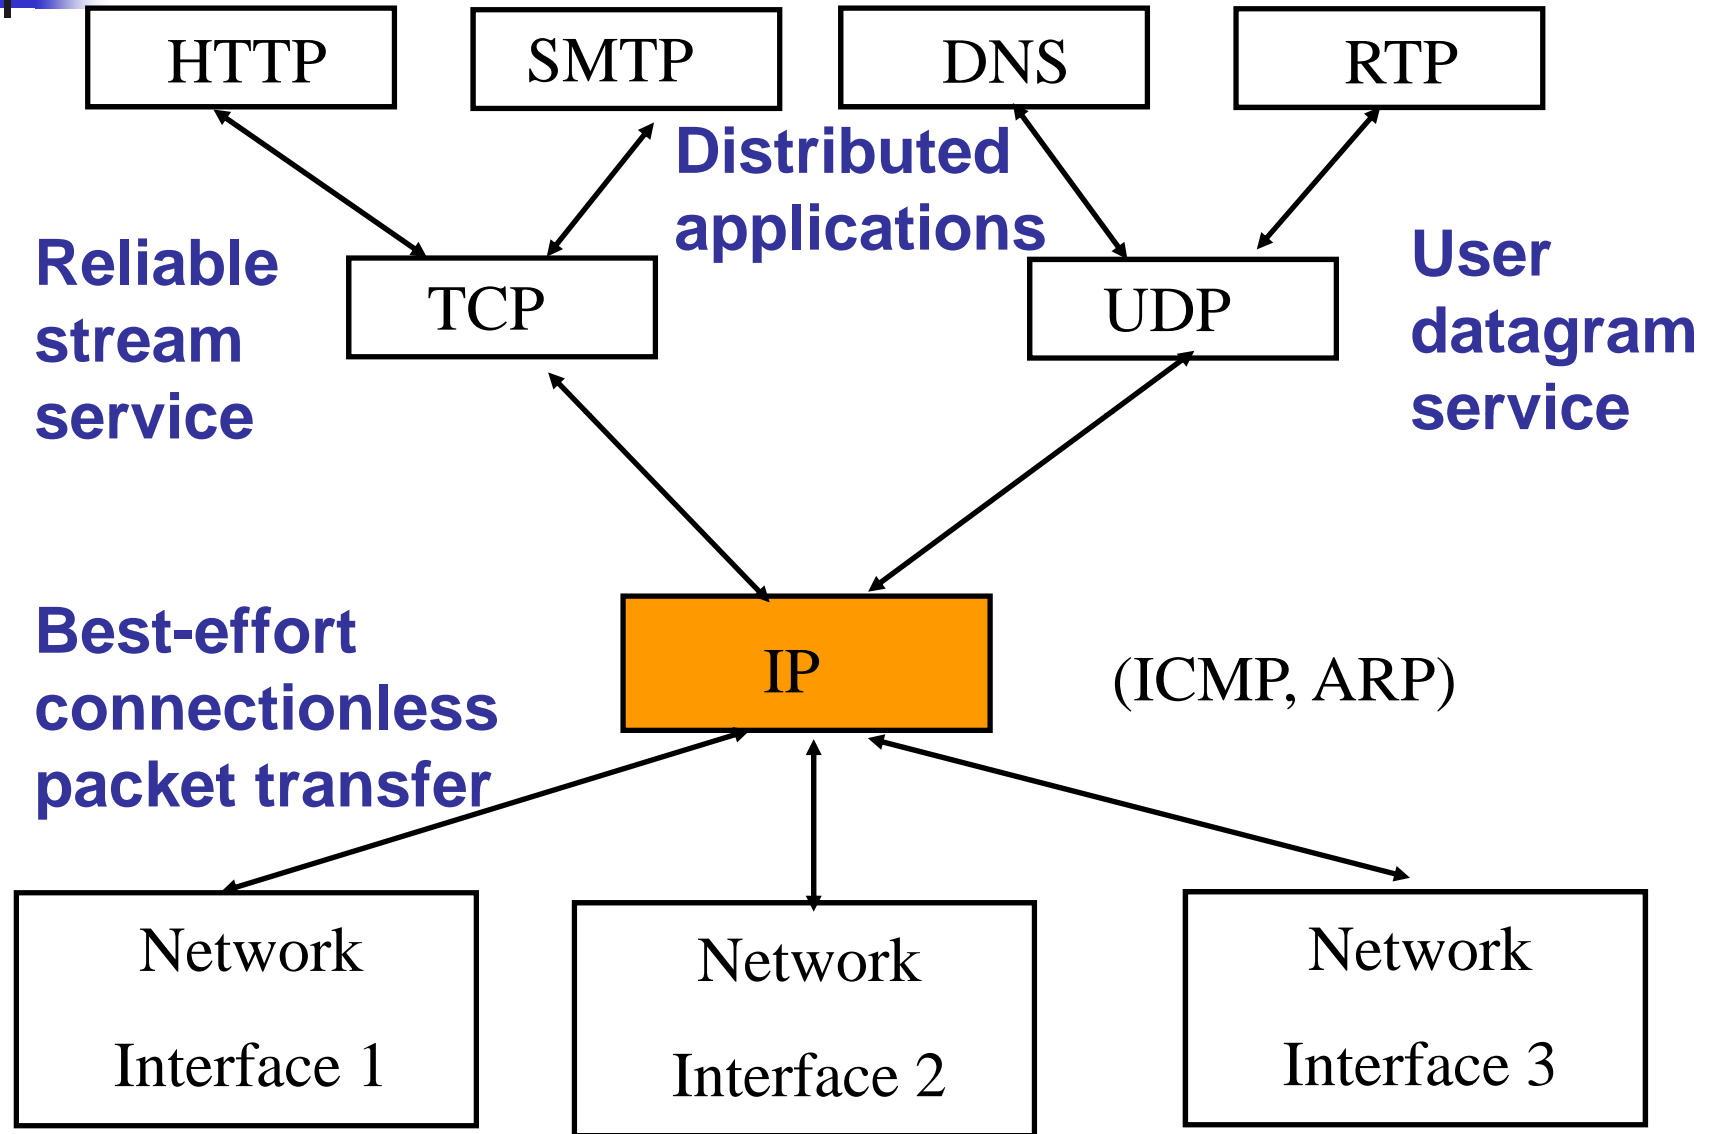 HTTP
SMTP
DNS
RTP
Distributed
applications
Reliable
stream
service
TCP
UDP
User
datagram
service
Best-effort
connectionless
packet transfer
IP
(ICMP, ARP)
Network
Interface 1
Network
Interface 2
Network
Interface 3